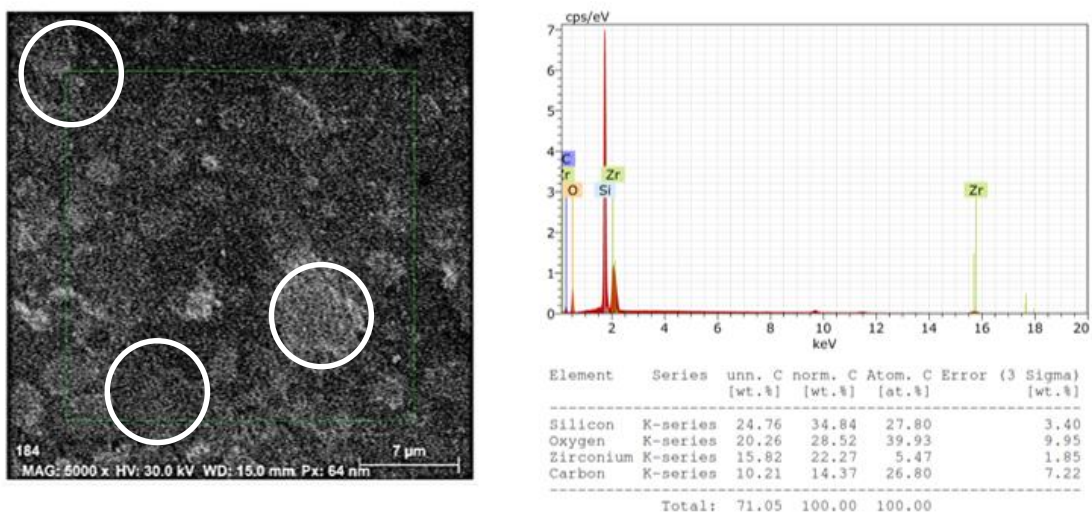 184
7 µm
MAG: 5000 x HV: 30.0 kV WD: 15.0 mm Px: 64 nm
cps/eV
7
6
5
4
3
2
1
0
C
Zr
O
Si
Zr
Zr
2 4 6 8 10 12 14 16 18 20
keV
Element Series unn. C norm. C Atom. C Error (3 Sigma)
[wt.%] [wt.%] [at.%] [wt.%]
Silicon K-series 24.76 34.84 27.80 3.40
Oxygen K-series 20.26 28.52 39.93 9.95
Zirconium K-series 15.82 22.27 5.47 1.85
Carbon K-series 10.21 14.37 26.80 7.22
Total: 71.05 100.00 100.00